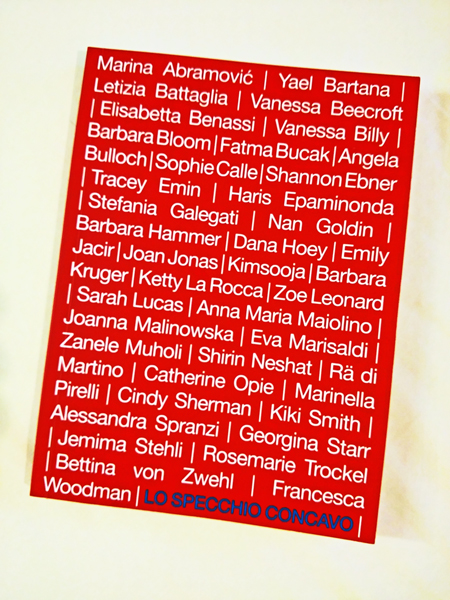 Marina Abramović | Yael Bartana |
Letizia Battaglia | Vanessa Beecroft
| Elisabetta Benassi | Vanessa Billy |
Barbara Bloom | Fatma Bucak | Angela
Bulloch | Sophie Calle | Shannon Ebner
| Tracey Emin | Haris Epaminonda
| Stefania Galegati | Nan Goldin |
Barbara Hammer | Dana Hoey | Emily
Jacir | Joan Jonas | Kimsooja | Barbara
Kruger | Ketty La Rocca | Zoe Leonard
| Sarah Lucas | Anna Maria Maiolino |
Joanna Malinowska | Eva Marisaldi |
Zanele Muholi | Shirin Neshat | Rä di
Martino | Catherine Opie | Marinella
Pirelli | Cindy Sherman | Kiki Smith |
Alessandra Spranzi | Georgina Starr
| Jemima Stehli | Rosemarie Trockel
| Bettina von Zwehl | Francesca
Woodman | LO SPECCHIO CONCAVO |